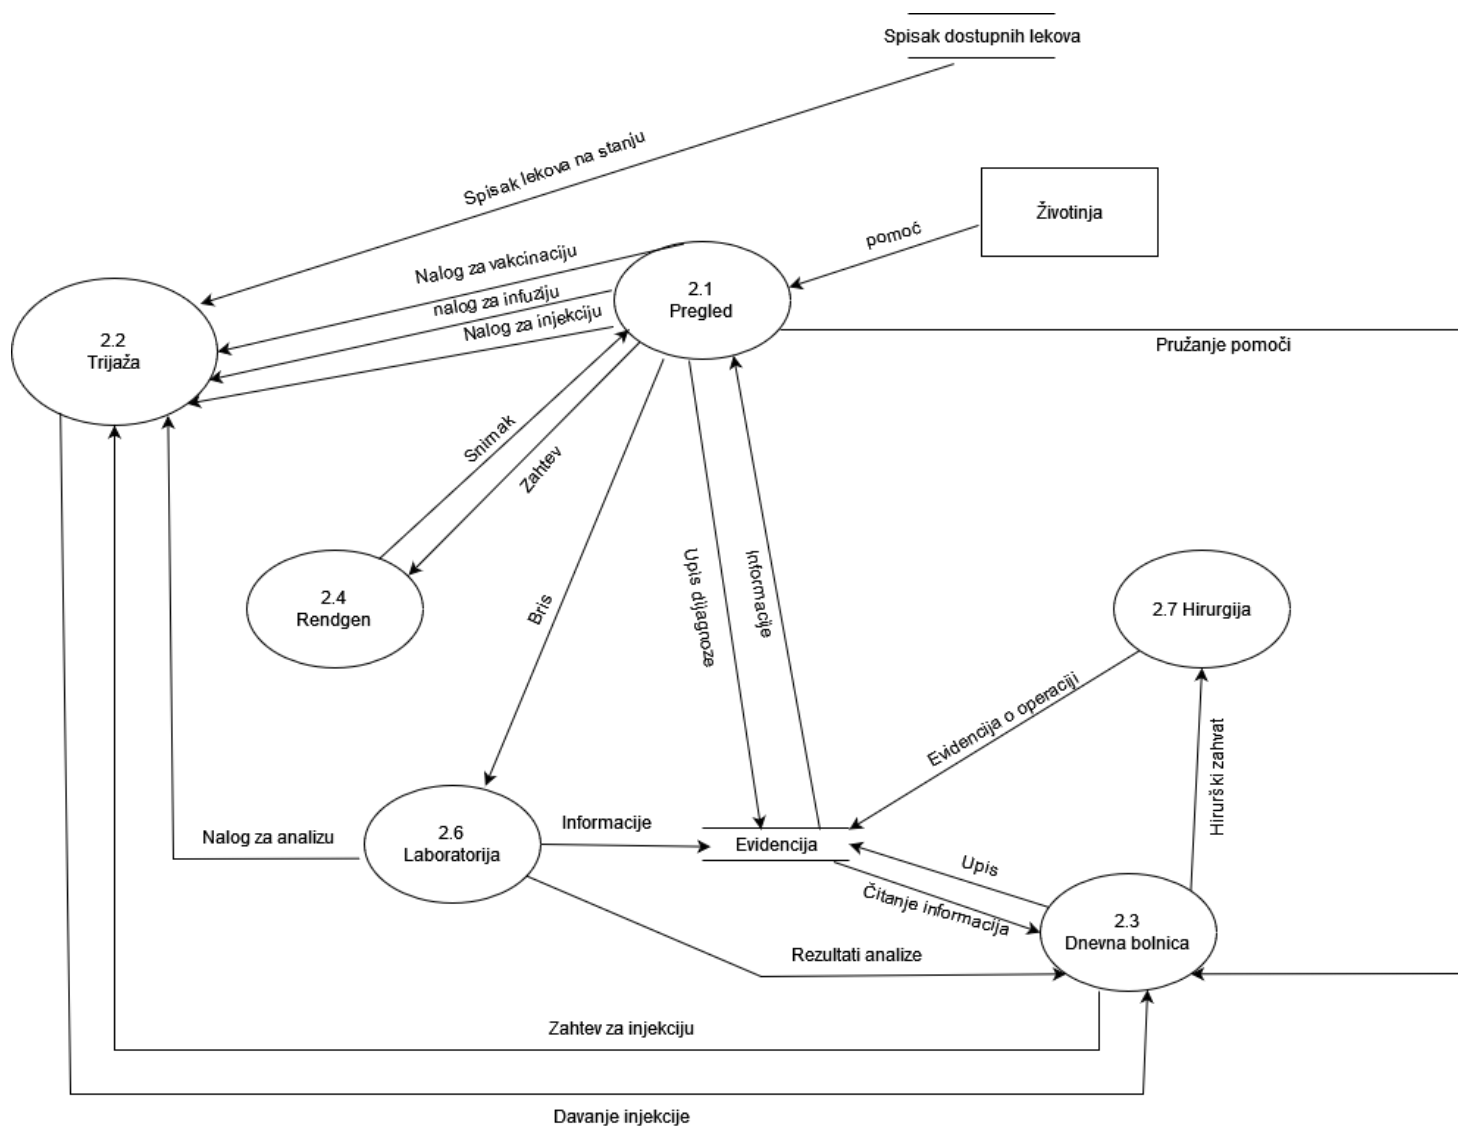 Spisak dostupnih lekova
Spisak lekova na stanju
Životinja
pomoć
Nalog za vakcinaciju
nalog za infuziju
Nalog za injekciju
2.1
Pregled
2.2
Trijaža
Pružanje pomoči
Snimak
Zahtev
Bris
Upis dijagnoze
Informacije
2.4
Rendgen
2.7 Hirurgija
Evidencija o operaciji
Hirurški zahvat
Nalog za analizu
2.6
Laboratorija
Informacije
Evidencija
Upis
Čitanje informacija
2.3
Dnevna bolnica
Rezultati analize
Zahtev za injekciju
Davanje injekcije